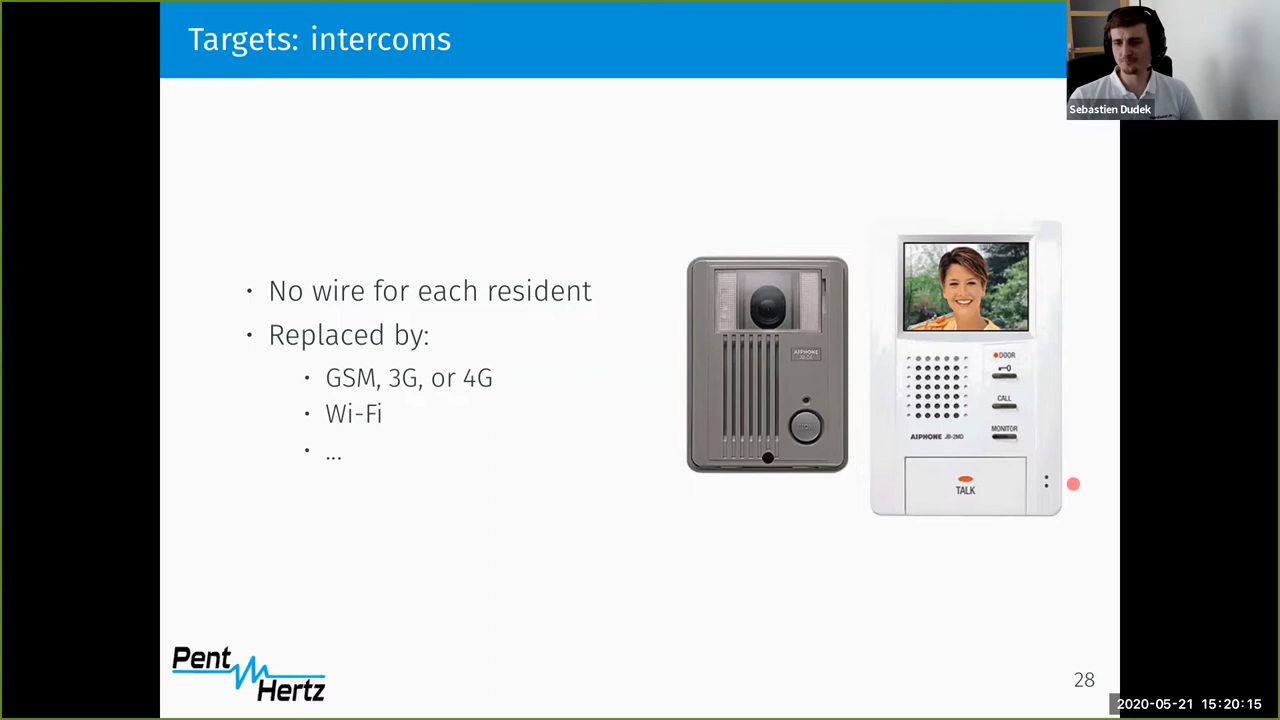 Targets: intercoms
Sebastien Dudek
• No wire for each resident
• Replaced by:
• GSM, 3G, or 4G
• Wi-Fi
• ...
AIPHONE
DOOR
CALL
MONITOR
AIPHONE JB-2MD
TALK
Pent
Hertz
28
2020-05-21 15:20:15